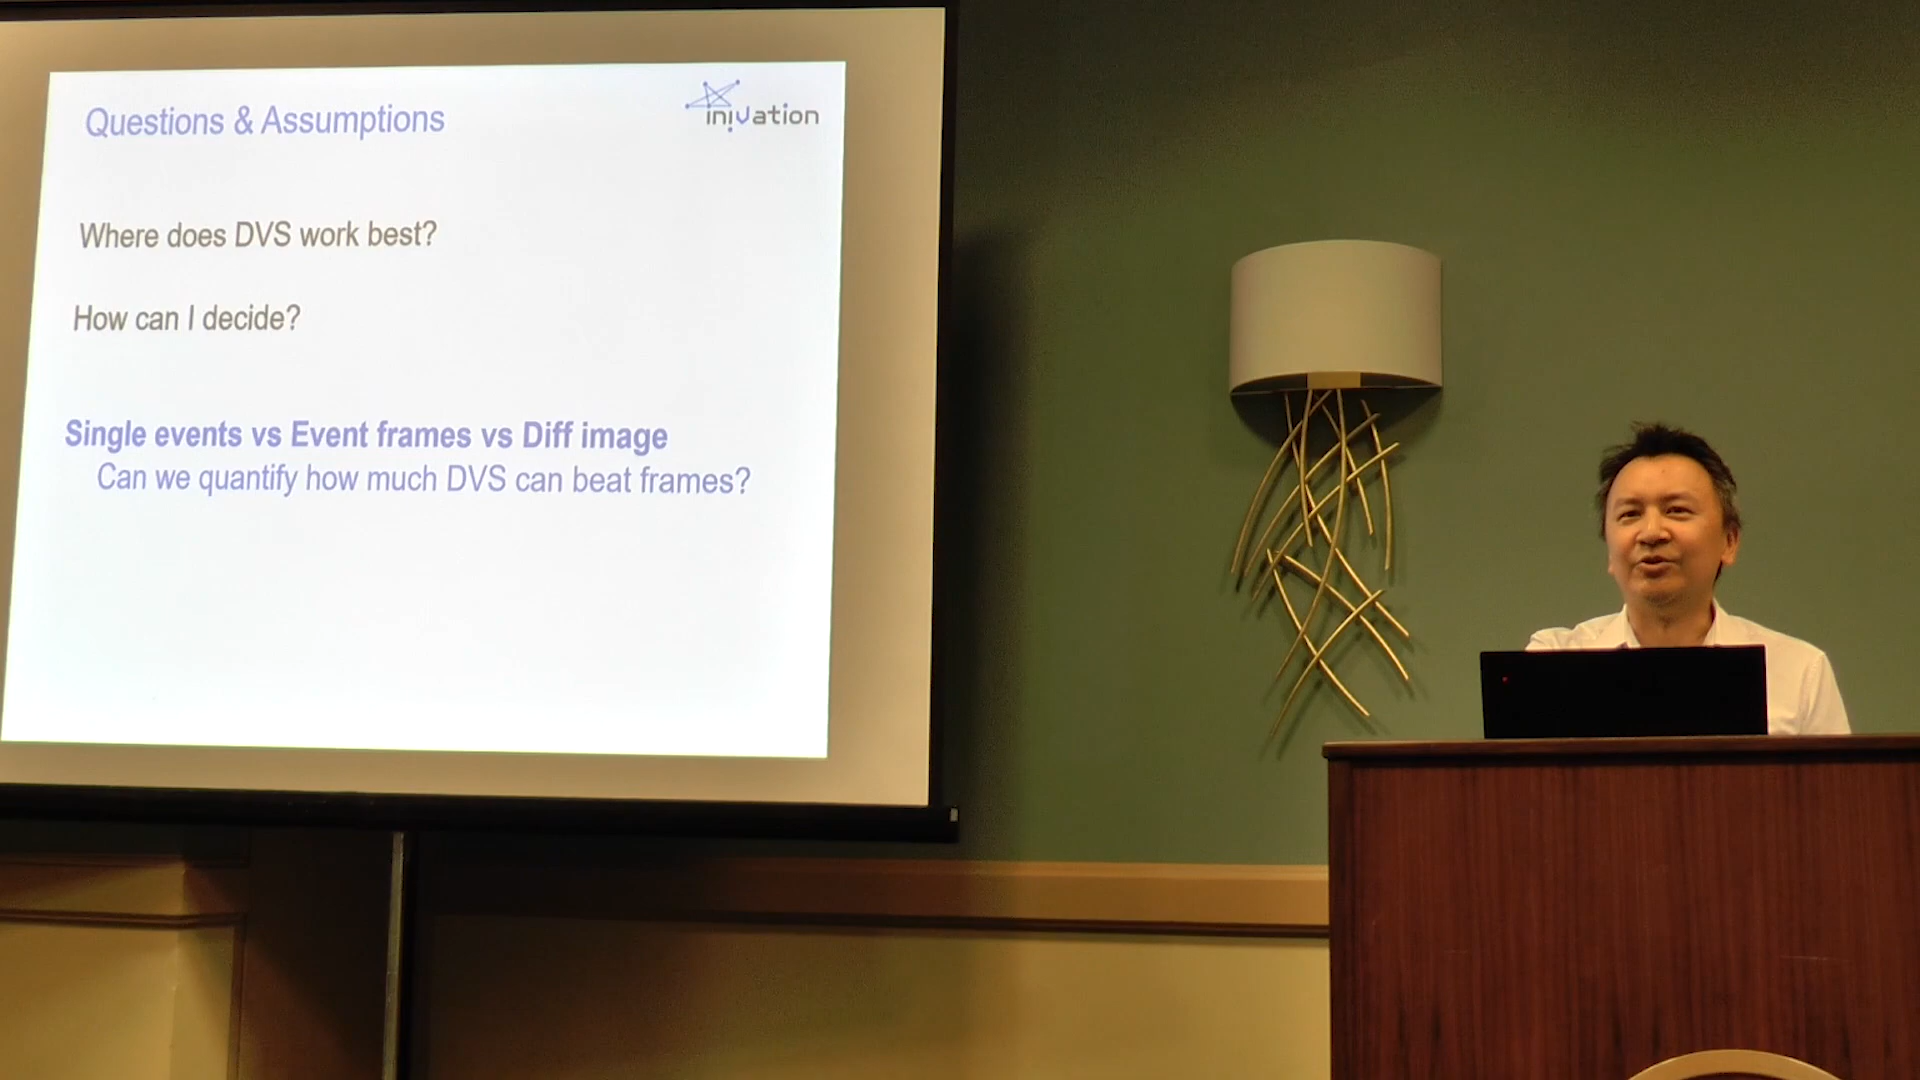 Questions & Assumptions
iniVation
Where does DVS work best?
How can I decide?
Single events vs Event frames vs Diff image
Can we quantify how much DVS can beat frames?